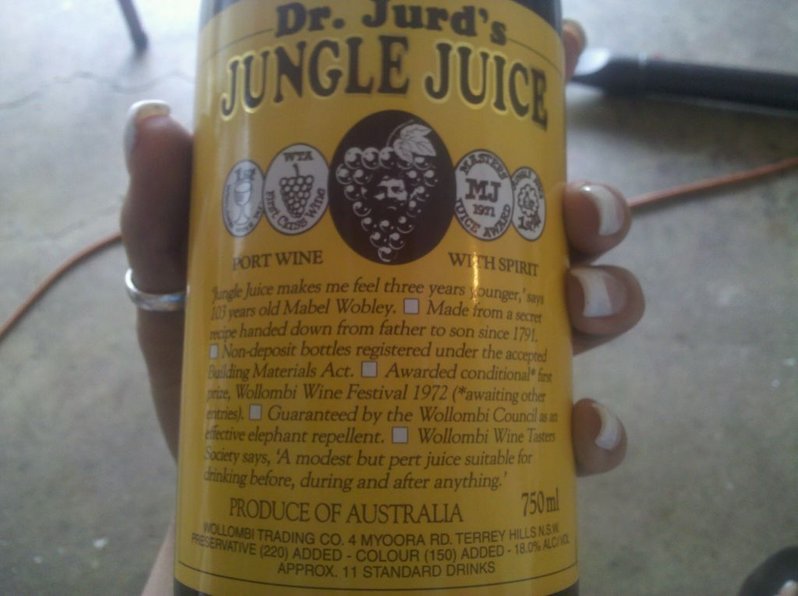 Dr. Jurd's
JUNGLE JUICE
1st
WTA
First Class Wine
MASTERS
MJ
1971
JUICE AWARD
1st
PORT WINE
WITH SPIRIT
'Jungle Juice makes me feel three years younger,' says
103 years old Mabel Wobley. Made from a secret
recipe handed down from father to son since 1791.
Non-deposit bottles registered under the accepted
Building Materials Act. Awarded conditional* first
prize, Wollombi Wine Festival 1972 (*awaiting other
entries). Guaranteed by the Wollombi Council as an
effective elephant repellent. Wollombi Wine Tasters
Society says, 'A modest but pert juice suitable for
drinking before, during and after anything.'
PRODUCE OF AUSTRALIA
750 ml
WOLLOMBI TRADING CO. 4 MYOORA RD. TERREY HILLS N.S.W.
PRESERVATIVE (220) ADDED - COLOUR (150) ADDED - 18.0% ALC/VOL
APPROX. 11 STANDARD DRINKS